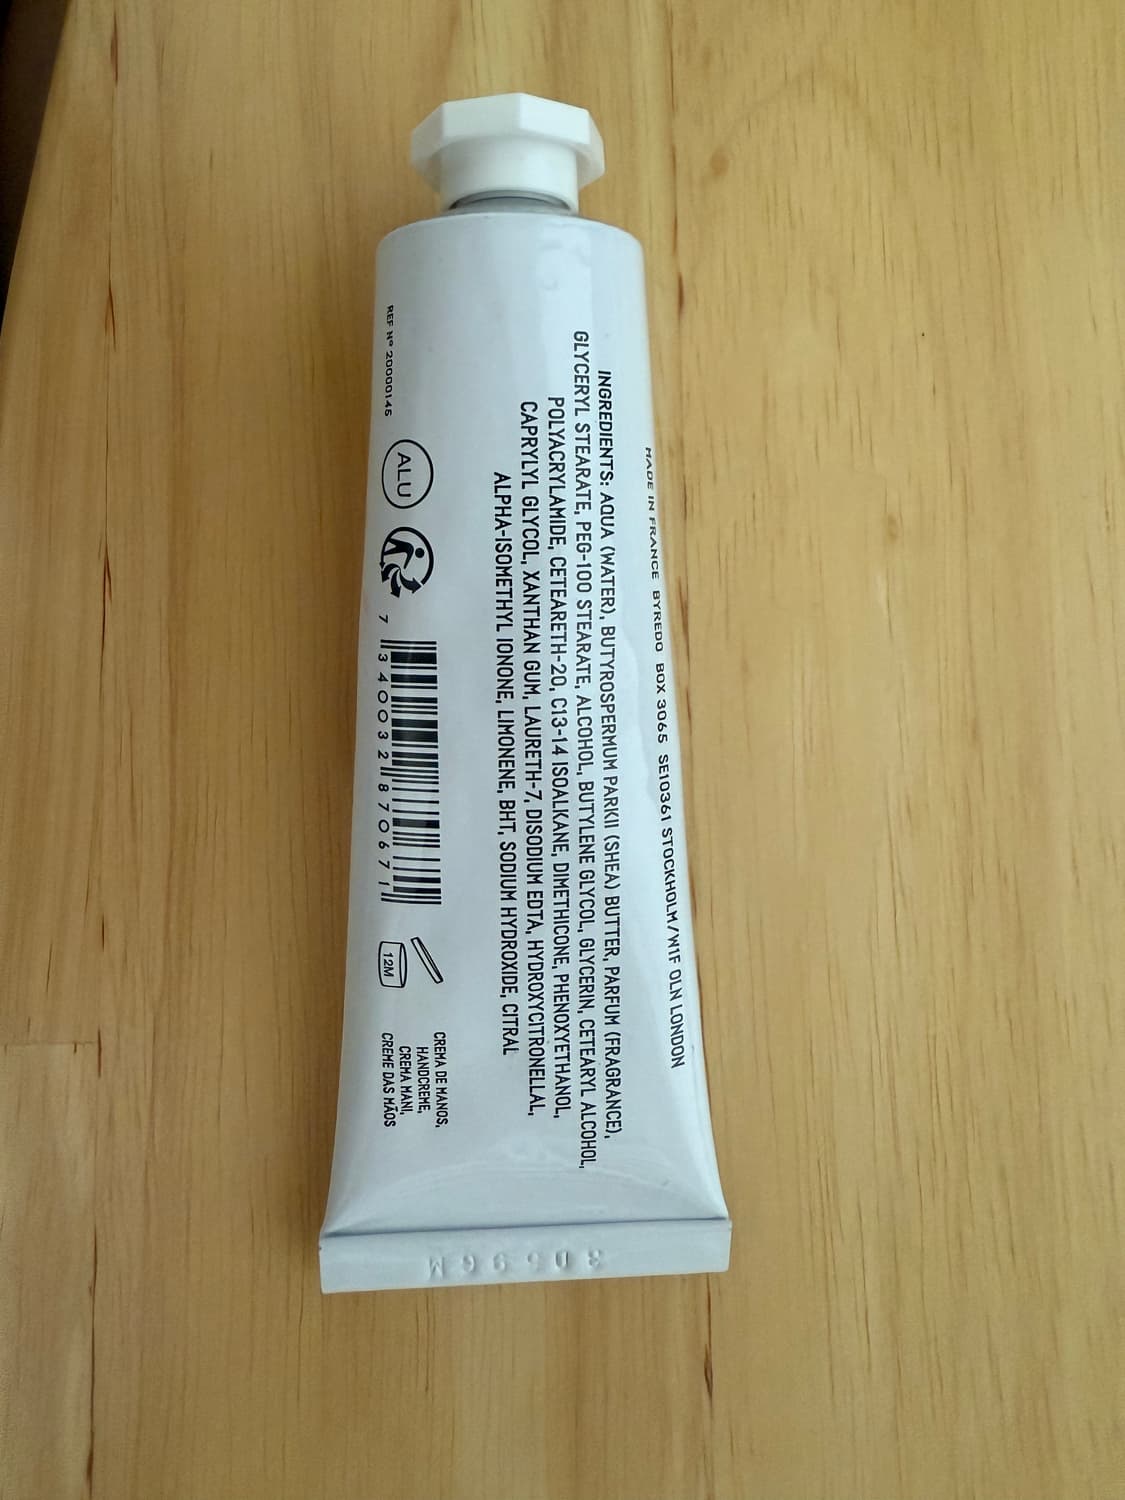 MADE IN FRANCE BYREDO BOX 3065 SE10361 STOCKHOLM/W1F 0LN LONDON
INGREDIENTS: AQUA (WATER), BUTYROSPERMUM PARKII (SHEA) BUTTER, PARFUM (FRAGRANCE),
GLYCERYL STEARATE, PEG-100 STEARATE, ALCOHOL, BUTYLENE GLYCOL, GLYCERIN, CETEARYL ALCOHOL,
POLYACRYLAMIDE, CETEARETH-20, C13-14 ISOALKANE, DIMETHICONE, PHENOXYETHANOL,
CAPRYLYL GLYCOL, XANTHAN GUM, LAURETH-7, DISODIUM EDTA, HYDROXYCITRONELLAL,
ALPHA-ISOMETHYL IONONE, LIMONENE, BHT, SODIUM HYDROXIDE, CITRAL
REF Nº 20000145
ALU
7 340032 870671
12M
CREMA DE MANOS,
HANDCREME,
CREMA MANI,
CREME DAS MÃOS